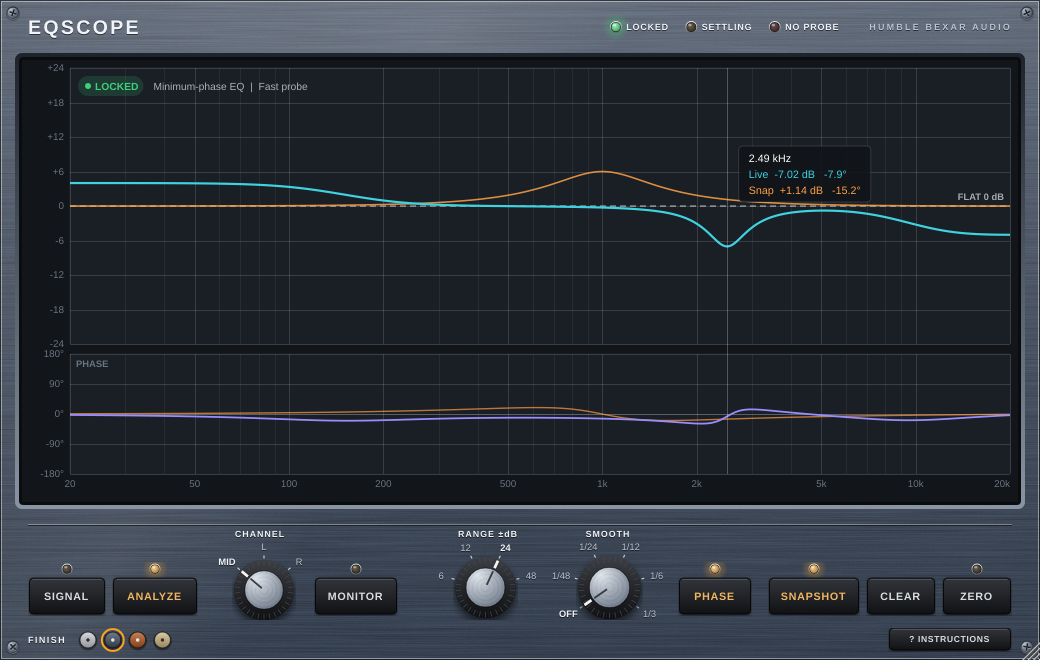 EQSCOPE
LOCKED SETTLING NO PROBE HUMBLE BEXAR AUDIO
+24
LOCKED Minimum-phase EQ | Fast probe
+18
+12
2.49 kHz
+6
Live -7.02 dB -7.9°
Snap +1.14 dB -15.2°
FLAT 0 dB
0
-6
-12
-18
-24
180°
PHASE
90°
0°
-90°
-180°
20 50 100 200 500 1k 2k 5k 10k 20k
CHANNEL RANGE ±dB SMOOTH
L 12 24 1/24 1/12
MID R 6 48 1/48 1/6
SIGNAL ANALYZE MONITOR PHASE SNAPSHOT CLEAR ZERO
OFF 1/3
FINISH ? INSTRUCTIONS